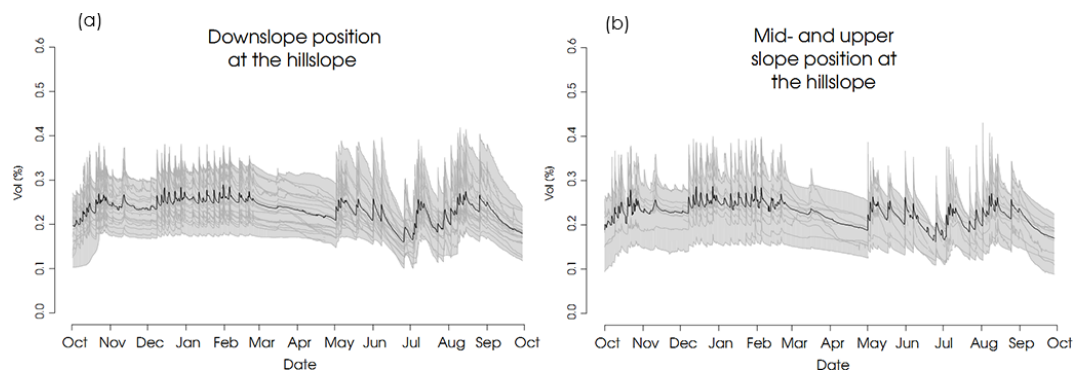 (a)
Downslope position
at the hillslope
0.6
0.5
0.4
0.3
0.2
0.1
0.0
Vol (%)
Oct Nov Dec Jan Feb Mar Apr May Jun Jul Aug Sep Oct
Date
(b)
Mid- and upper
slope position at
the hillslope
0.6
0.5
0.4
0.3
0.2
0.1
0.0
Vol (%)
Oct Nov Dec Jan Feb Mar Apr May Jun Jul Aug Sep Oct
Date